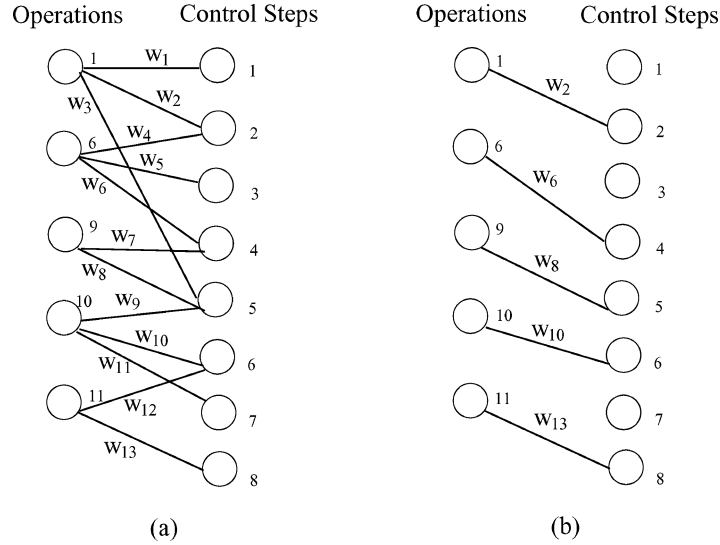 Operations Control Steps
1 w1 1
w2
w3
2
6 w4
w5
w6 3
9 w7 4
w8
10 w9 5
w10 6
w11
11 w12 7
w13
8
(a)
Operations Control Steps
1 1
w2
2
6
w6 3
9 4
w8
5
10
w10 6
11
w13 7
8
(b)